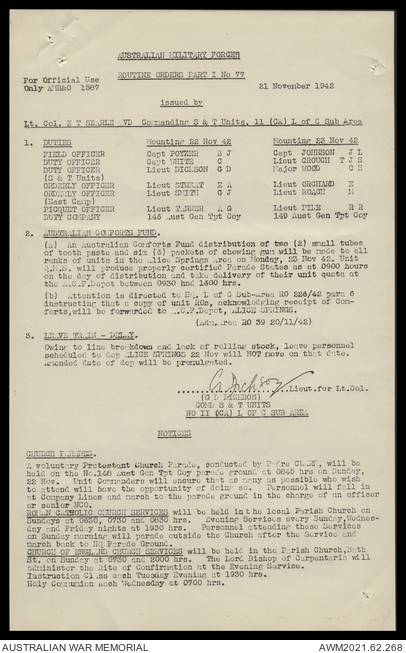 AUSTRALIAN MILITARY FORCES
ROUTINE ORDERS PART I No 77
For Official Use
Only AMR&O 1587
21 November 1942
issued by
Lt. Col. E T SEARLE VD Commanding S & T Units, 11 (CA) L of C Sub Area
1. DUTIES Mounting 22 Nov 42 Mounting 23 Nov 42
FIELD OFFICER Capt POYZER B J Capt JOHNSON J L
DUTY OFFICER Capt WHITE C Lieut CROUCH T J S
DUTY OFFICER Lieut DICKSON G D Major WOOD C H
(S & T Units)
ORDERLY OFFICER Lieut STUBAT E A Lieut ORCHARD E
ORDERLY OFFICER Lieut SMITH G J Lieut ROACH M
(East Camp)
PICQUET OFFICER Lieut TURNER A G Lieut PILE R R
DUTY COMPANY 146 Aust Gen Tpt Coy 149 Aust Gen Tpt Coy
2. AUSTRALIAN COMFORTS FUND.
(a) An Australian Comforts Fund distribution of two (2) small tubes
of tooth paste and six (6) packets of chewing gum will be made to all
ranks of units in the Alice Springs Area on Monday, 23 Nov 42. Unit
Q.M.S. will produce properly certified Parade States as at 0900 hours
on the day of distribution and take delivery of their unit quota at
the A.C.F. Depot between 0930 and 1300 hrs.
(b) Attention is directed to Hq. L of C Sub-Area RO 226/42 para 6
instructing that a copy of unit ROs, acknowledging receipt of Com-
forts, will be forwarded to A.C.F. Depot, ALICE SPRINGS.
(Adm. Area RO 39 20/11/42)
3. LEAVE TRAIN - DELAY.
Owing to line breakdown and lack of rolling stock, leave personnel
scheduled to dep ALICE SPRINGS 22 Nov will NOT move on that date.
Amended date of dep will be promulgated.
Lieut. for Lt.Col.
COMD S & T UNITS
NO 11 (CA) L OF C SUB AREA
NOTICES
CHURCH PARADES.
A voluntary Protestant Church Parade, conducted by Padre, will be
held on the No.148 Aust Gen Tpt Coy parade ground at 0845 hrs on Sunday,
22 Nov. Unit Commanders will ensure that as many as possible who wish
to attend will have the opportunity of doing so. Personnel will fall in
at Company Lines and march to the parade ground in the charge of an officer
or senior NCO.
ROMAN CATHOLIC CHURCH SERVICES will be held in the local Parish Church on
Sundays at 0630, 0730 and 0830 hrs. Evening Services every Sunday, Wednes-
day and Friday nights at 1930 hrs. Personnel attending these Services
on Sunday morning will parade outside the Church after the Service and
march back to HQ Parade Ground.
CHURCH OF ENGLAND CHURCH SERVICES will be held in the Parish Church, Bath
St. on Sunday at 0730 and 2000 hrs. The Lord Bishop of Carpentaria will
administer the Rite of Confirmation at the Evening Service.
Instruction Class each Tuesday Evening at 1930 hrs.
Holy Communion each Wednesday at 0700 hrs.
AUSTRALIAN WAR MEMORIAL
AWM2021.62.268